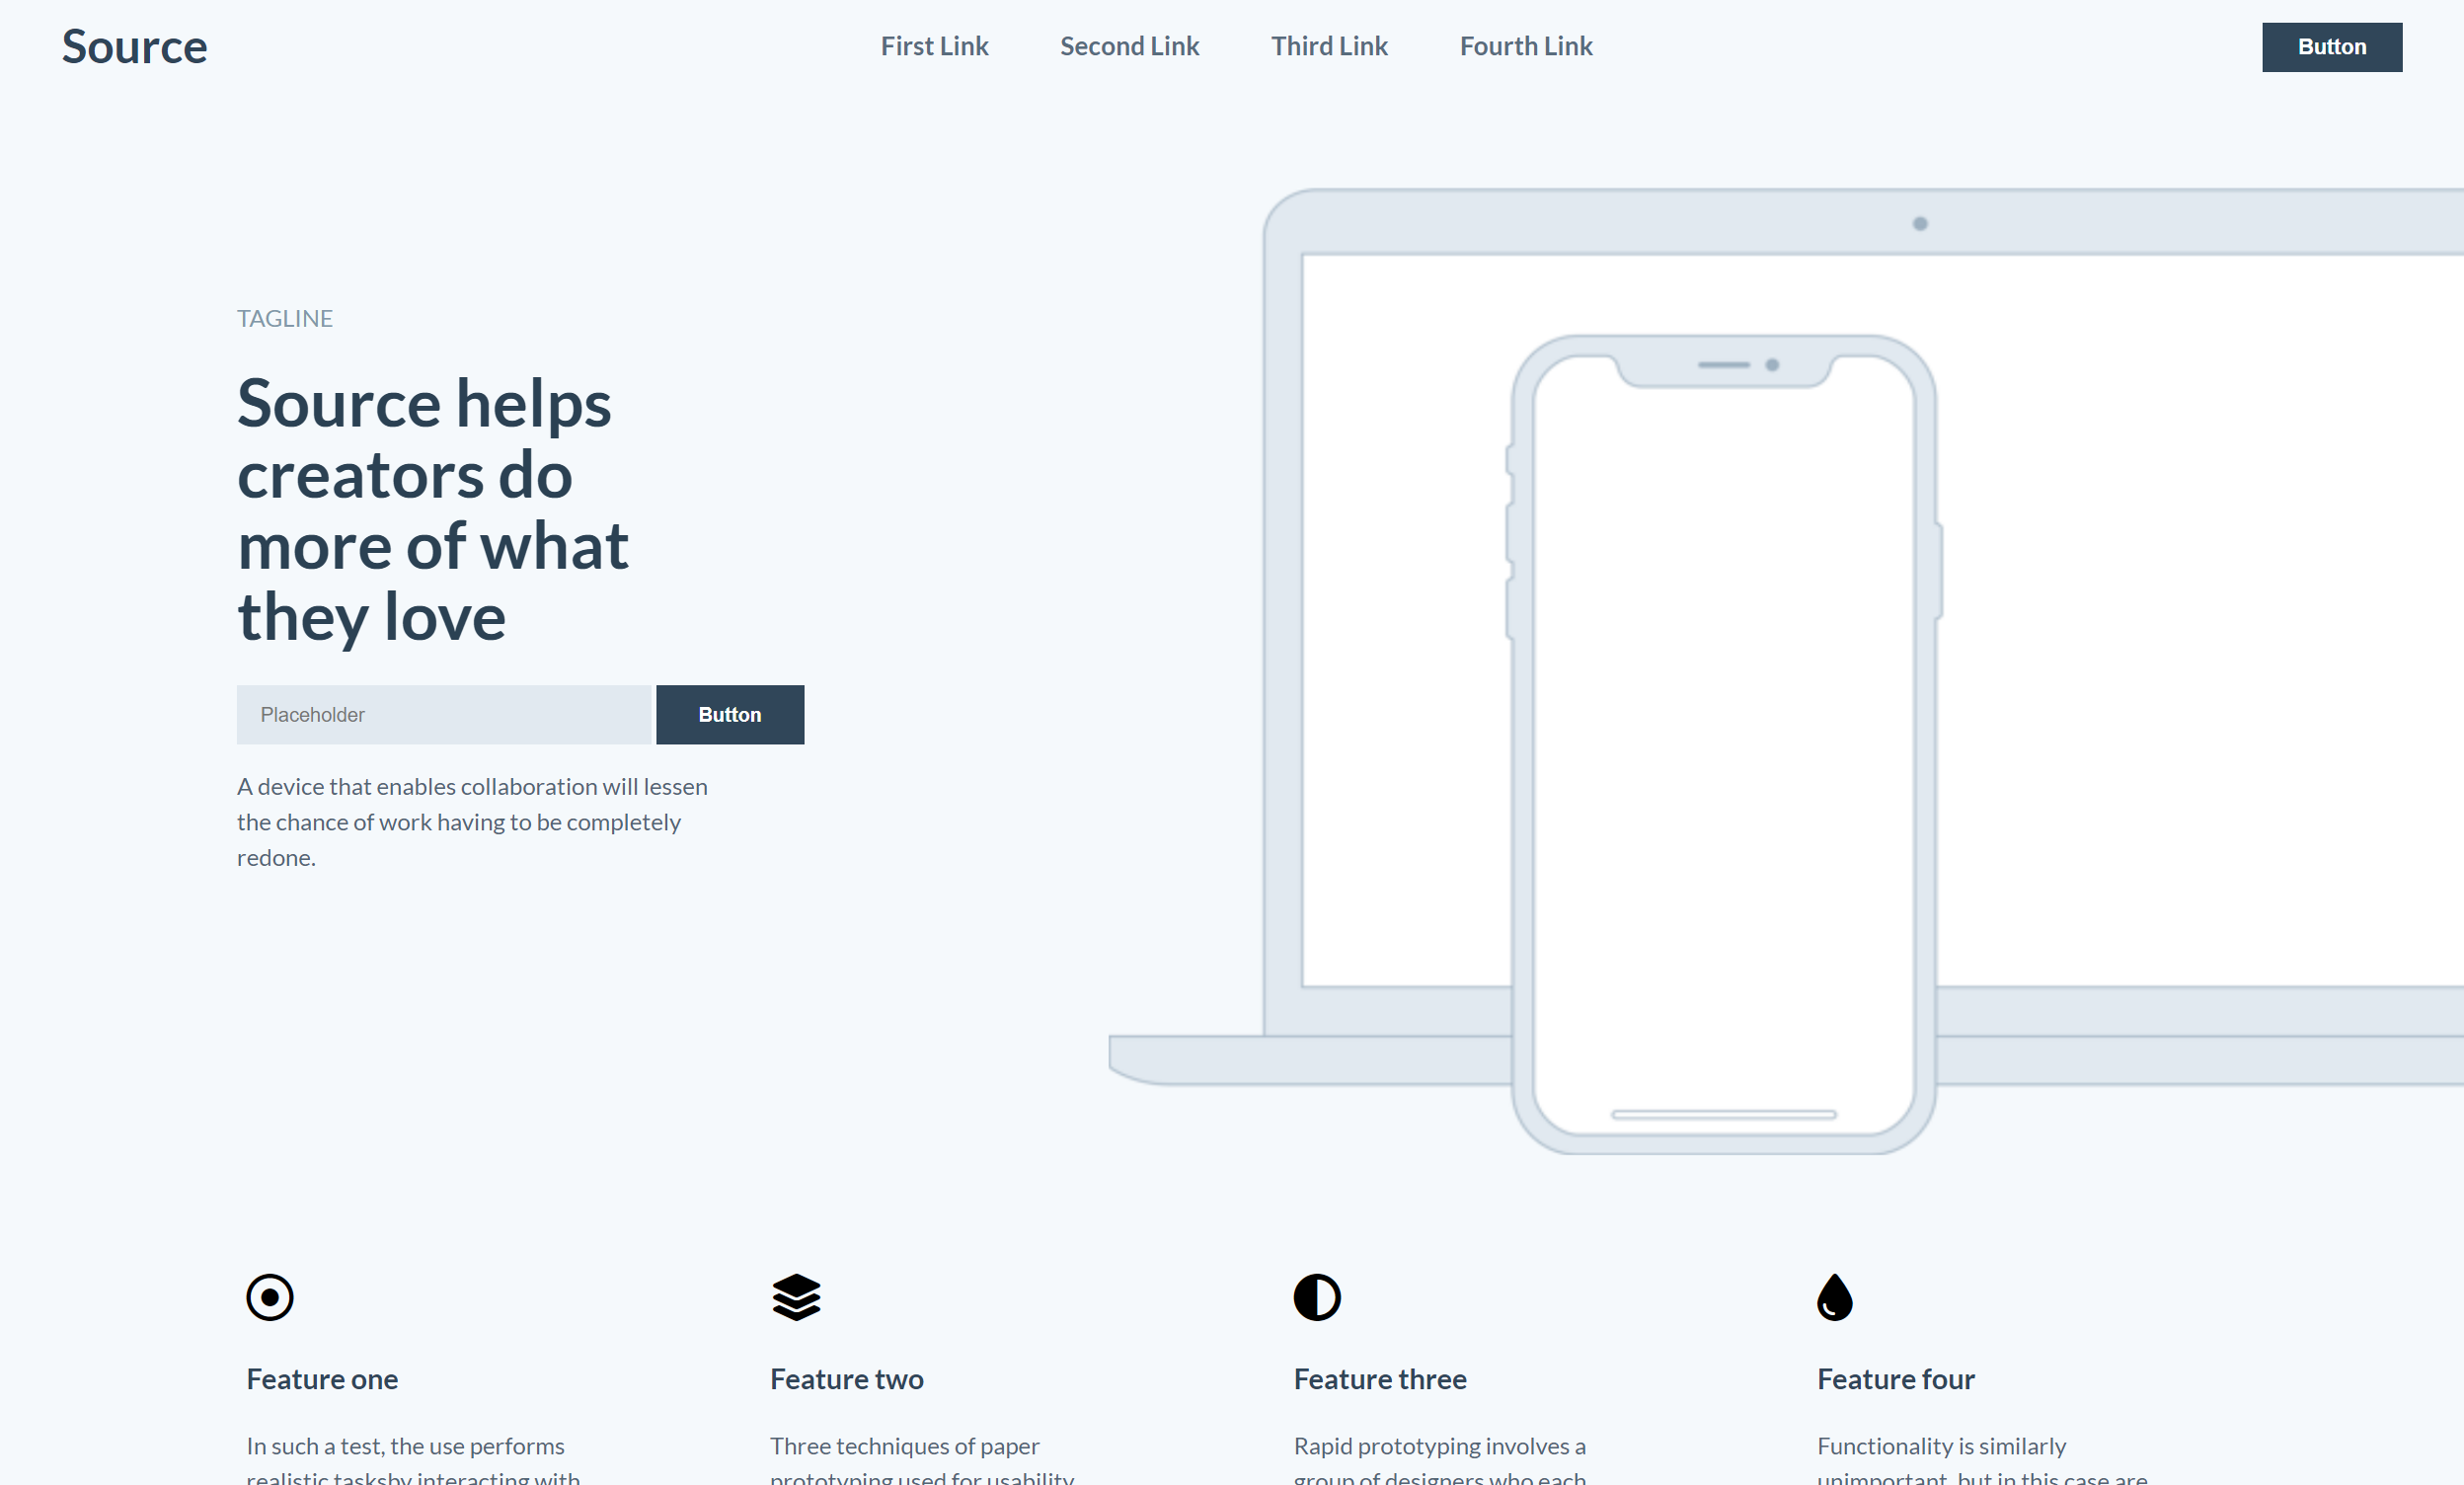 Source
First Link Second Link Third Link Fourth Link
Button
TAGLINE
Source helps
creators do
more of what
they love
Placeholder Button
A device that enables collaboration will lessen
the chance of work having to be completely
redone.
Feature one
In such a test, the use performs
realistic tasksby interacting with
Feature two
Three techniques of paper
prototyping used for usability
Feature three
Rapid prototyping involves a
group of designers who each
Feature four
Functionality is similarly
unimportant, but in this case are